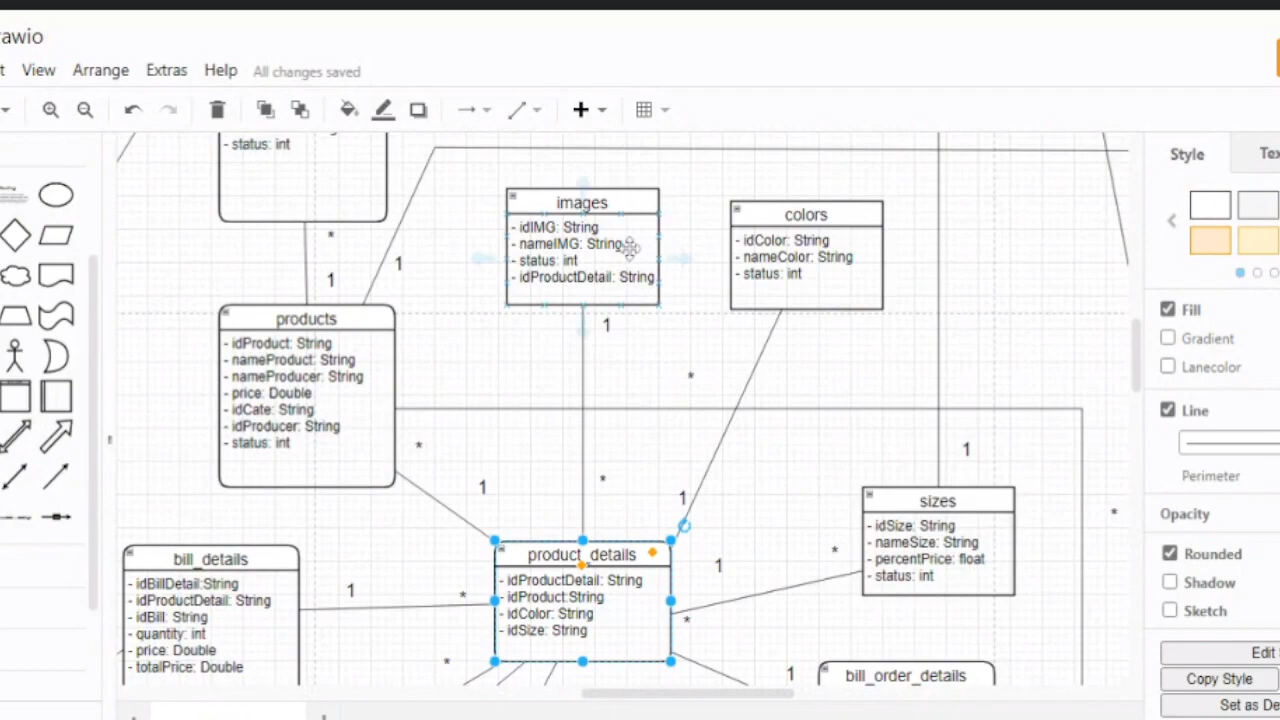 rawio
t View Arrange Extras Help All changes saved
- status: int
Style Tex
images
- idIMG: String
- nameIMG: String
- status: int
- idProductDetail: String
colors
- idColor: String
- nameColor: String
- status: int
*
1
1
1
products
- idProduct: String
- nameProduct: String
- nameProducer: String
- price: Double
- idCate: String
- idProducer: String
- status: int
*
*
1
*
1
1
sizes
- idSize: String
- nameSize: String
- percentPrice: float
- status: int
*
*
1
*
product_details
- idProductDetail: String
- idProduct:String
- idColor: String
- idSize: String
bill_details
- idBillDetail:String
- idProductDetail: String
- idBill: String
- quantity: int
- price: Double
- totalPrice: Double
1
*
*
*
1
bill_order_details
Fill
Gradient
Lanecolor
Line
Perimeter
Opacity
Rounded
Shadow
Sketch
Edit
Copy Style
Set as De